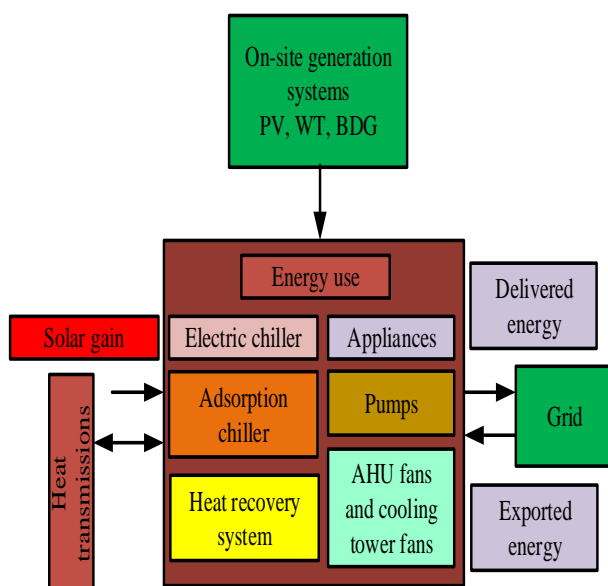 On-site generation
systems
PV, WT, BDG
Energy use
Delivered
energy
Solar gain
Electric chiller
Appliances
Heat
transmissions
Adsorption
chiller
Pumps
Grid
Heat recovery
system
AHU fans
and cooling
tower fans
Exported
energy